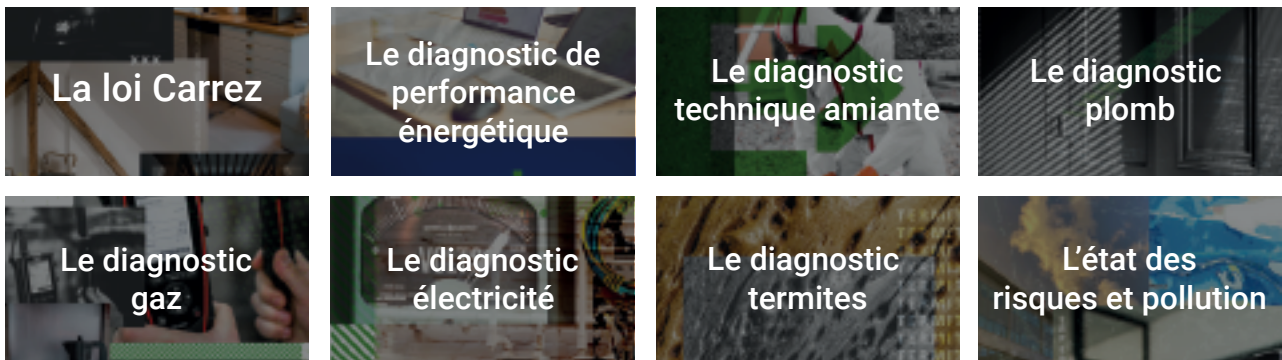 La loi Carrez
Le diagnostic de
performance
énergétique
Le diagnostic
technique amiante
Le diagnostic
plomb
Le diagnostic
gaz
Le diagnostic
électricité
Le diagnostic
termites
L’état des
risques et pollution